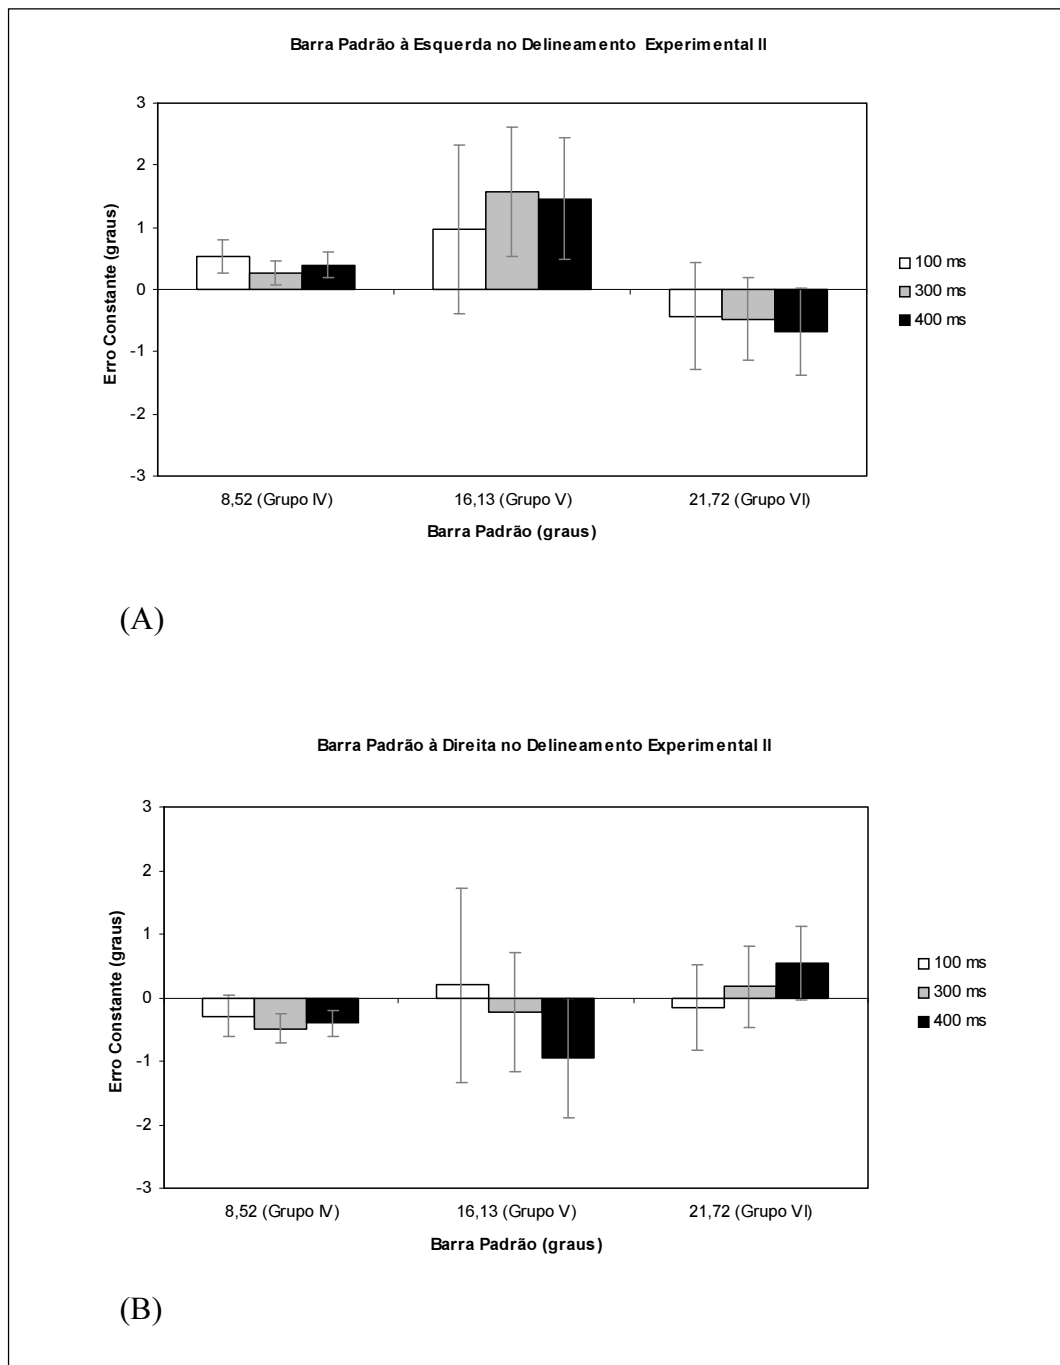 Barra Padrão à Esquerda no Delineamento Experimental II
3
2
1
0
-1
-2
-3
Erro Constante (graus)
8,52 (Grupo IV) 16,13 (Grupo V) 21,72 (Grupo VI)
Barra Padrão (graus)
100 ms
300 ms
400 ms
(A)
Barra Padrão à Direita no Delineamento Experimental II
3
2
1
0
-1
-2
-3
Erro Constante (graus)
8,52 (Grupo IV) 16,13 (Grupo V) 21,72 (Grupo VI)
Barra Padrão (graus)
100 ms
300 ms
400 ms
(B)